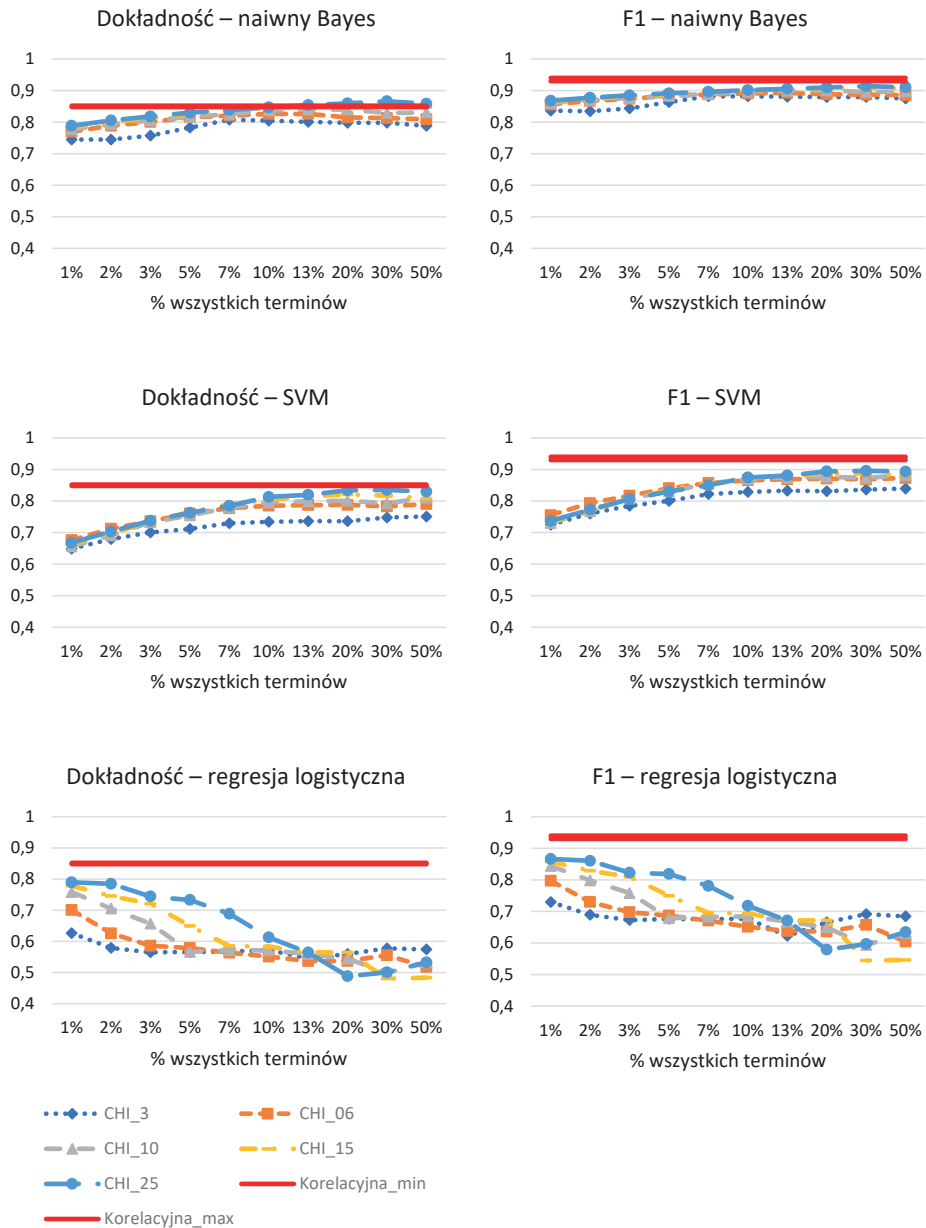 Dokładność – naiwny Bayes
1
0,9
0,8
0,7
0,6
0,5
0,4
1% 2% 3% 5% 7% 10% 13% 20% 30% 50%
% wszystkich terminów
F1 – naiwny Bayes
1
0,9
0,8
0,7
0,6
0,5
0,4
1% 2% 3% 5% 7% 10% 13% 20% 30% 50%
% wszystkich terminów
Dokładność – SVM
1
0,9
0,8
0,7
0,6
0,5
0,4
1% 2% 3% 5% 7% 10% 13% 20% 30% 50%
% wszystkich terminów
F1 – SVM
1
0,9
0,8
0,7
0,6
0,5
0,4
1% 2% 3% 5% 7% 10% 13% 20% 30% 50%
% wszystkich terminów
Dokładność – regresja logistyczna
1
0,9
0,8
0,7
0,6
0,5
0,4
1% 2% 3% 5% 7% 10% 13% 20% 30% 50%
% wszystkich terminów
F1 – regresja logistyczna
1
0,9
0,8
0,7
0,6
0,5
0,4
1% 2% 3% 5% 7% 10% 13% 20% 30% 50%
% wszystkich terminów
CHI_3 CHI_06
CHI_10 CHI_15
CHI_25 Korelacyjna_min
Korelacyjna_max